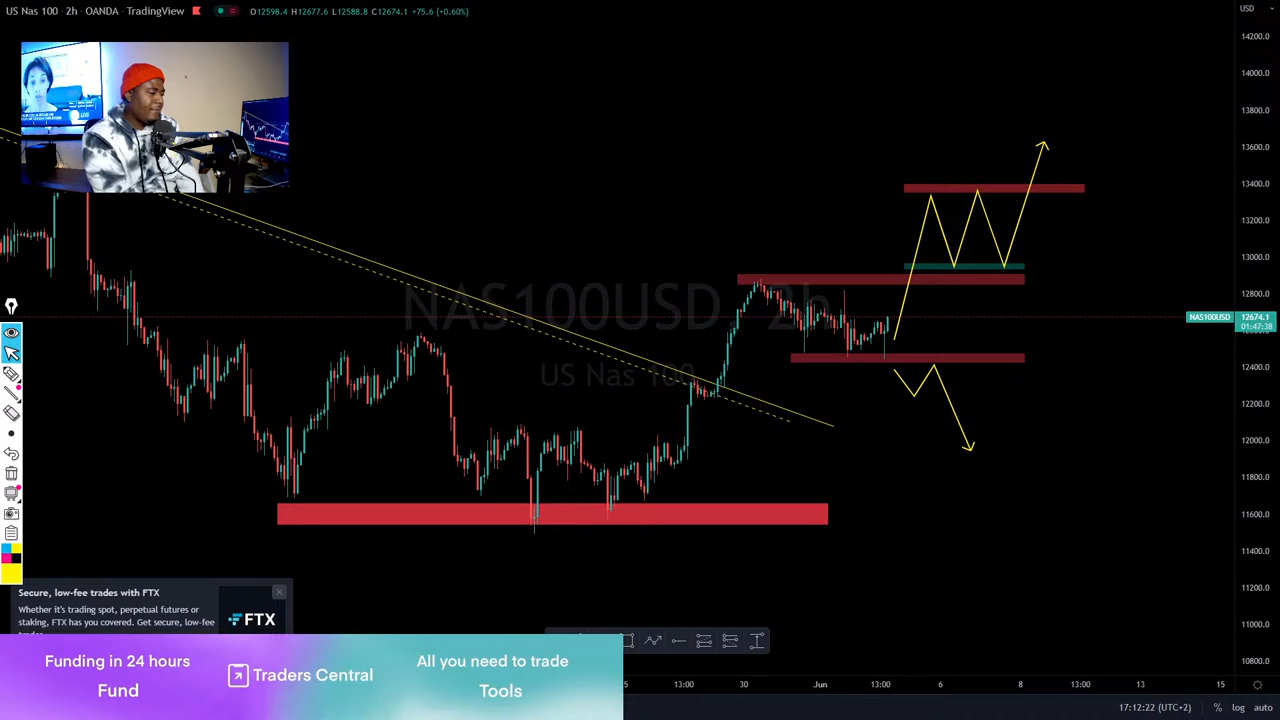 US Nas 100 · 2h · OANDA · TradingView
O12598.4 H12677.6 L12588.8 C12674.1 +75.6 (+0.60%)
USD
14200.0
14000.0
13800.0
13600.0
13400.0
13200.0
13000.0
12800.0
NAS100USD 12674.1
01:47:38
12400.0
12200.0
12000.0
11800.0
11600.0
11400.0
11200.0
11000.0
10800.0
NAS100USD 2h
US Nas 100
LIVE
Secure, low-fee trades with FTX
Whether it's trading spot, perpetual futures or
staking, FTX has you covered. Get secure, low-fee
FTX
Funding in 24 hours
Fund
Traders Central
All you need to trade
Tools
13:00 30 Jun 13:00 6 8 13:00 13 15
17:12:22 (UTC+2) % log auto